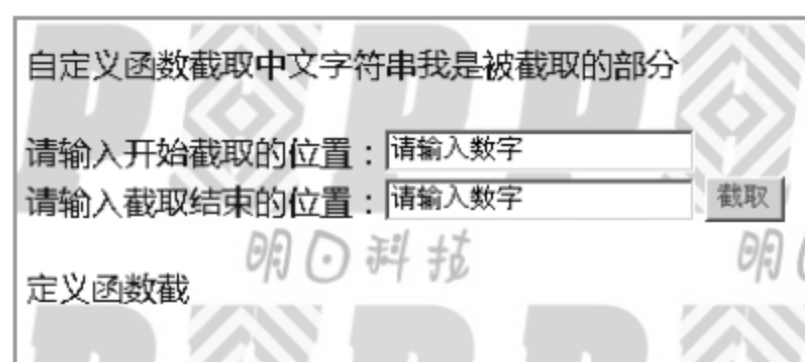 自定义函数截取中文字符串我是被截取的部分
请输入开始截取的位置：请输入数字
请输入截取结束的位置：请输入数字 截取
明日科技 明日
定义函数截